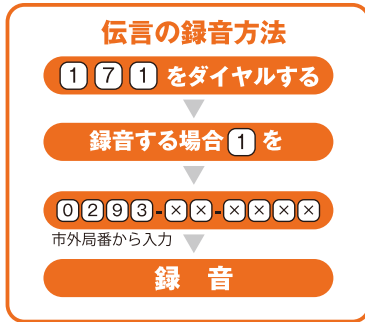 伝言の録音方法
171をダイヤルする
録音する場合1を
0293-××-××××
市外局番から入力
録 音